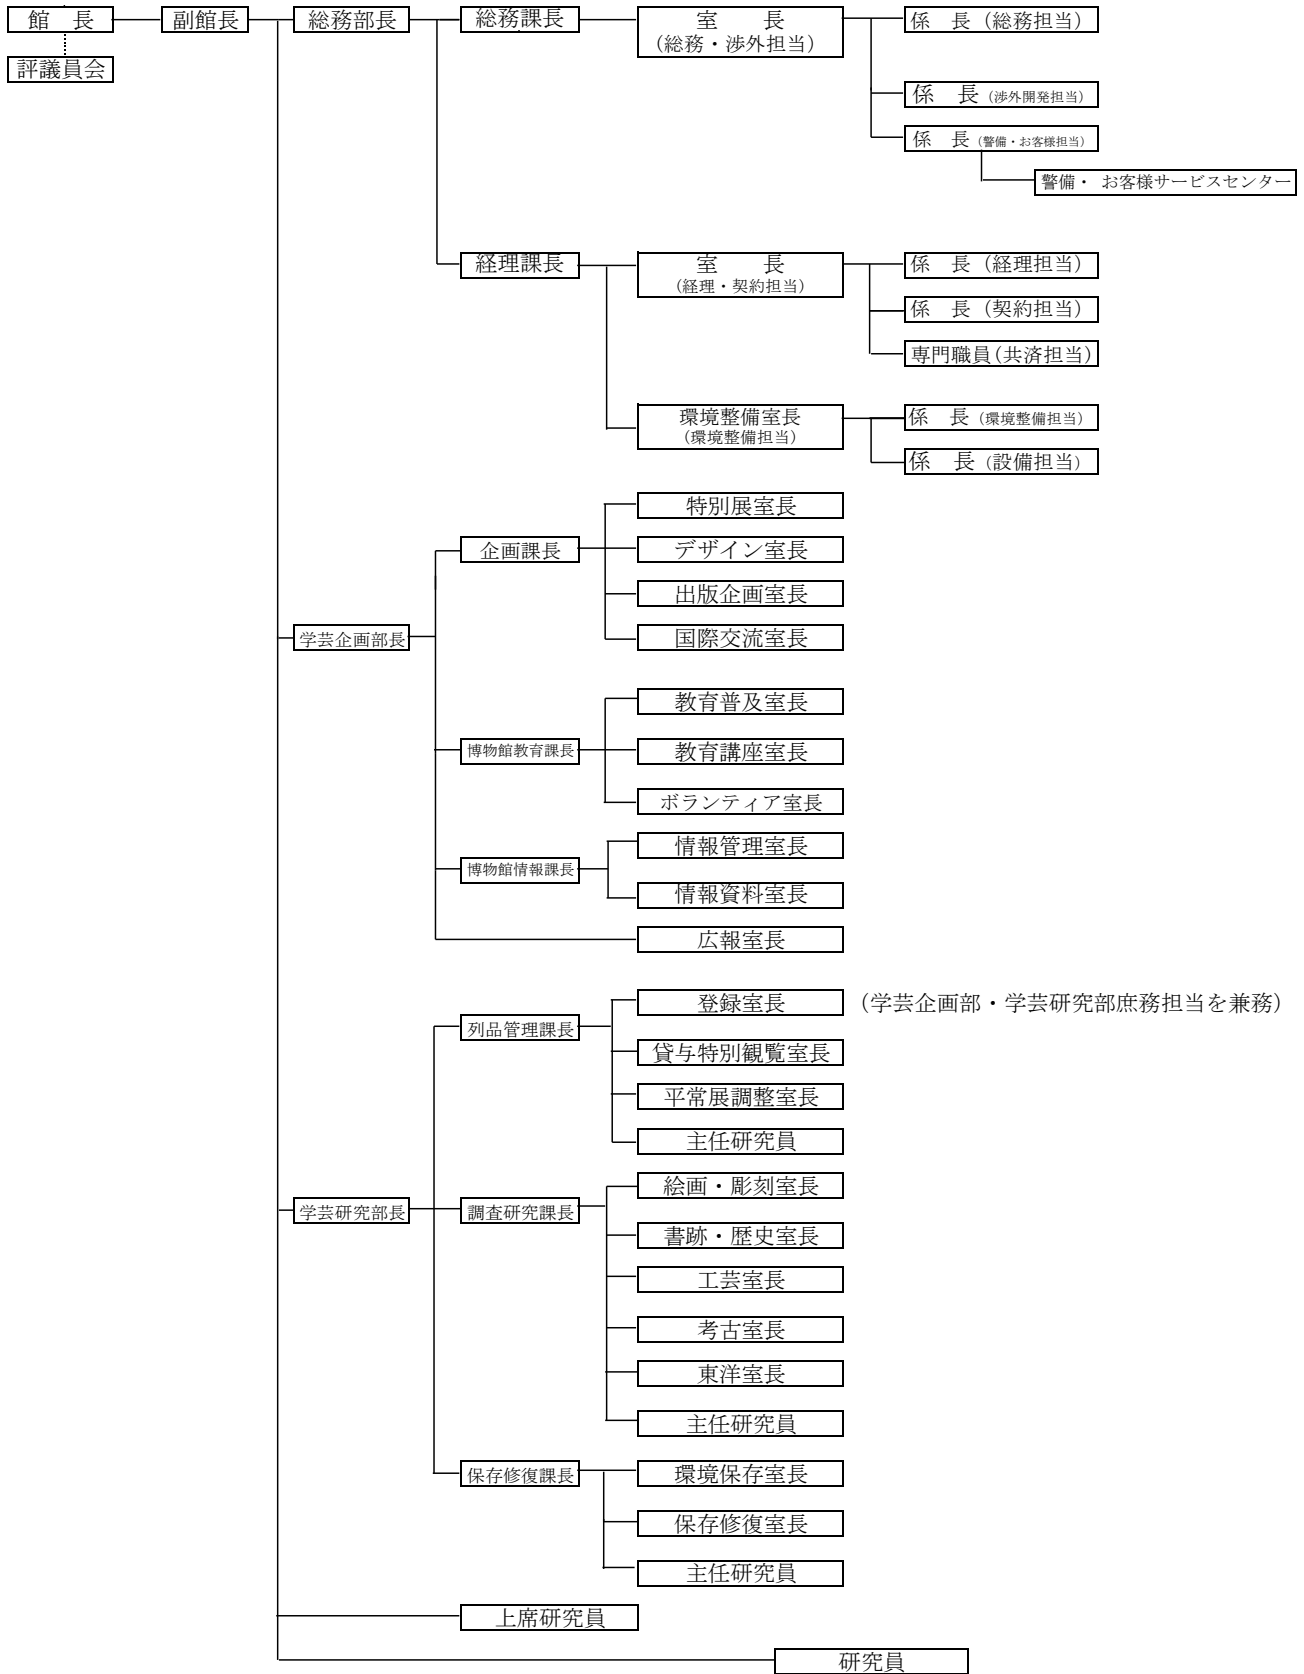 館　長
副館長
総務部長
総務課長
室　　長
（総務・渉外担当）
係　長（総務担当）
評議員会
係　長（渉外開発担当）
係　長（警備・お客様担当）
警備・ お客様サービスセンター
経理課長
室　　長
（経理・契約担当）
係　長（経理担当）
係　長（契約担当）
専門職員（共済担当）
環境整備室長
（環境整備担当）
係　長（環境整備担当）
係　長（設備担当）
学芸企画部長
企画課長
特別展室長
デザイン室長
出版企画室長
国際交流室長
博物館教育課長
教育普及室長
教育講座室長
ボランティア室長
博物館情報課長
情報管理室長
情報資料室長
広報室長
学芸研究部長
列品管理課長
登録室長
（学芸企画部・学芸研究部庶務担当を兼務）
貸与特別観覧室長
平常展調整室長
主任研究員
調査研究課長
絵画・彫刻室長
書跡・歴史室長
工芸室長
考古室長
東洋室長
主任研究員
保存修復課長
環境保存室長
保存修復室長
主任研究員
上席研究員
研究員